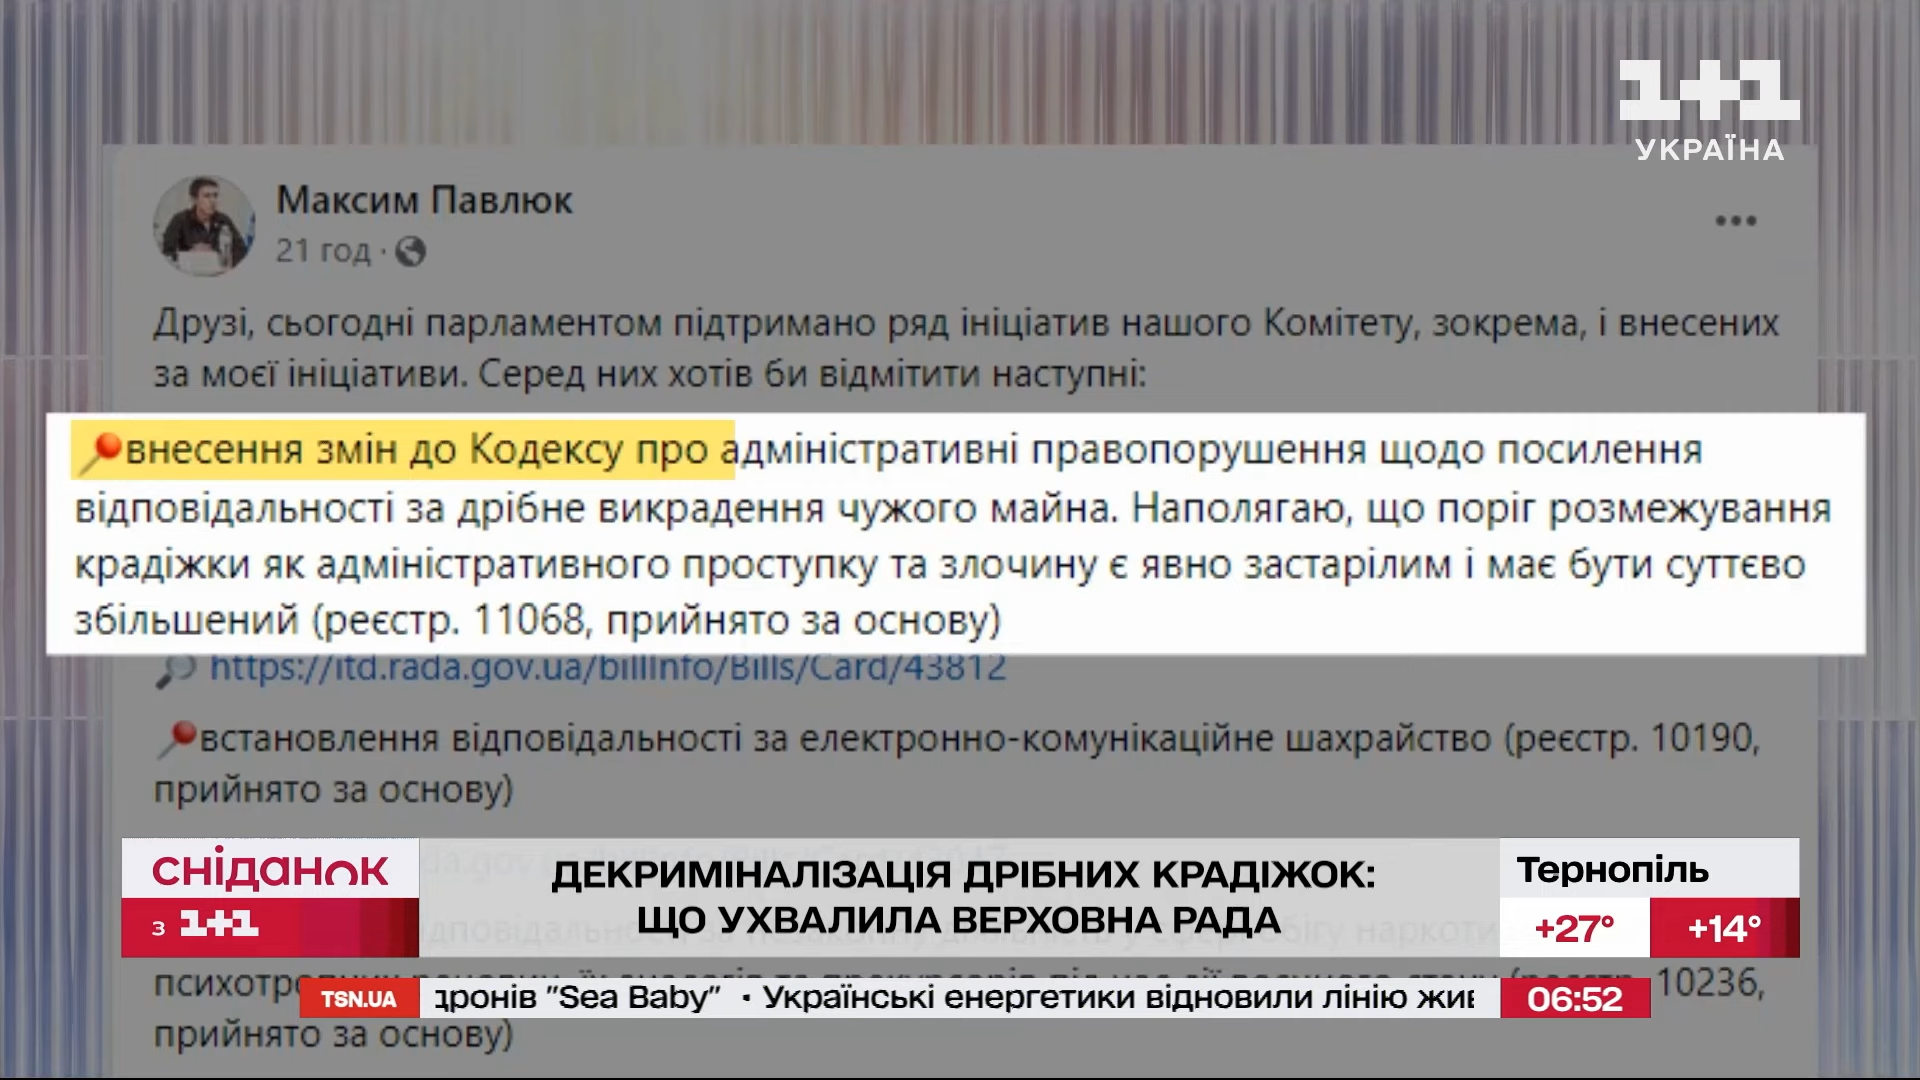 1+1
УКРАЇНА
Максим Павлюк
21 год ·
Друзі, сьогодні парламентом підтримано ряд ініціатив нашого Комітету, зокрема, і внесених
за моєї ініціативи. Серед них хотів би відмітити наступні:
внесення змін до Кодексу про адміністративні правопорушення щодо посилення
відповідальності за дрібне викрадення чужого майна. Наполягаю, що поріг розмежування
крадіжки як адміністративного проступку та злочину є явно застарілим і має бути суттєво
збільшений (реєстр. 11068, прийнято за основу)
https://itd.rada.gov.ua/billInfo/Bills/Card/43812
встановлення відповідальності за електронно-комунікаційне шахрайство (реєстр. 10190,
прийнято за основу)
СНІДАНОК
з 1+1
ДЕКРИМІНАЛІЗАЦІЯ ДРІБНИХ КРАДІЖОК:
ЩО УХВАЛИЛА ВЕРХОВНА РАДА
Тернопіль
+27° +14°
10236,
TSN.UA дронів "Sea Baby" • Українські енергетики відновили лінію жив 06:52
прийнято за основу)